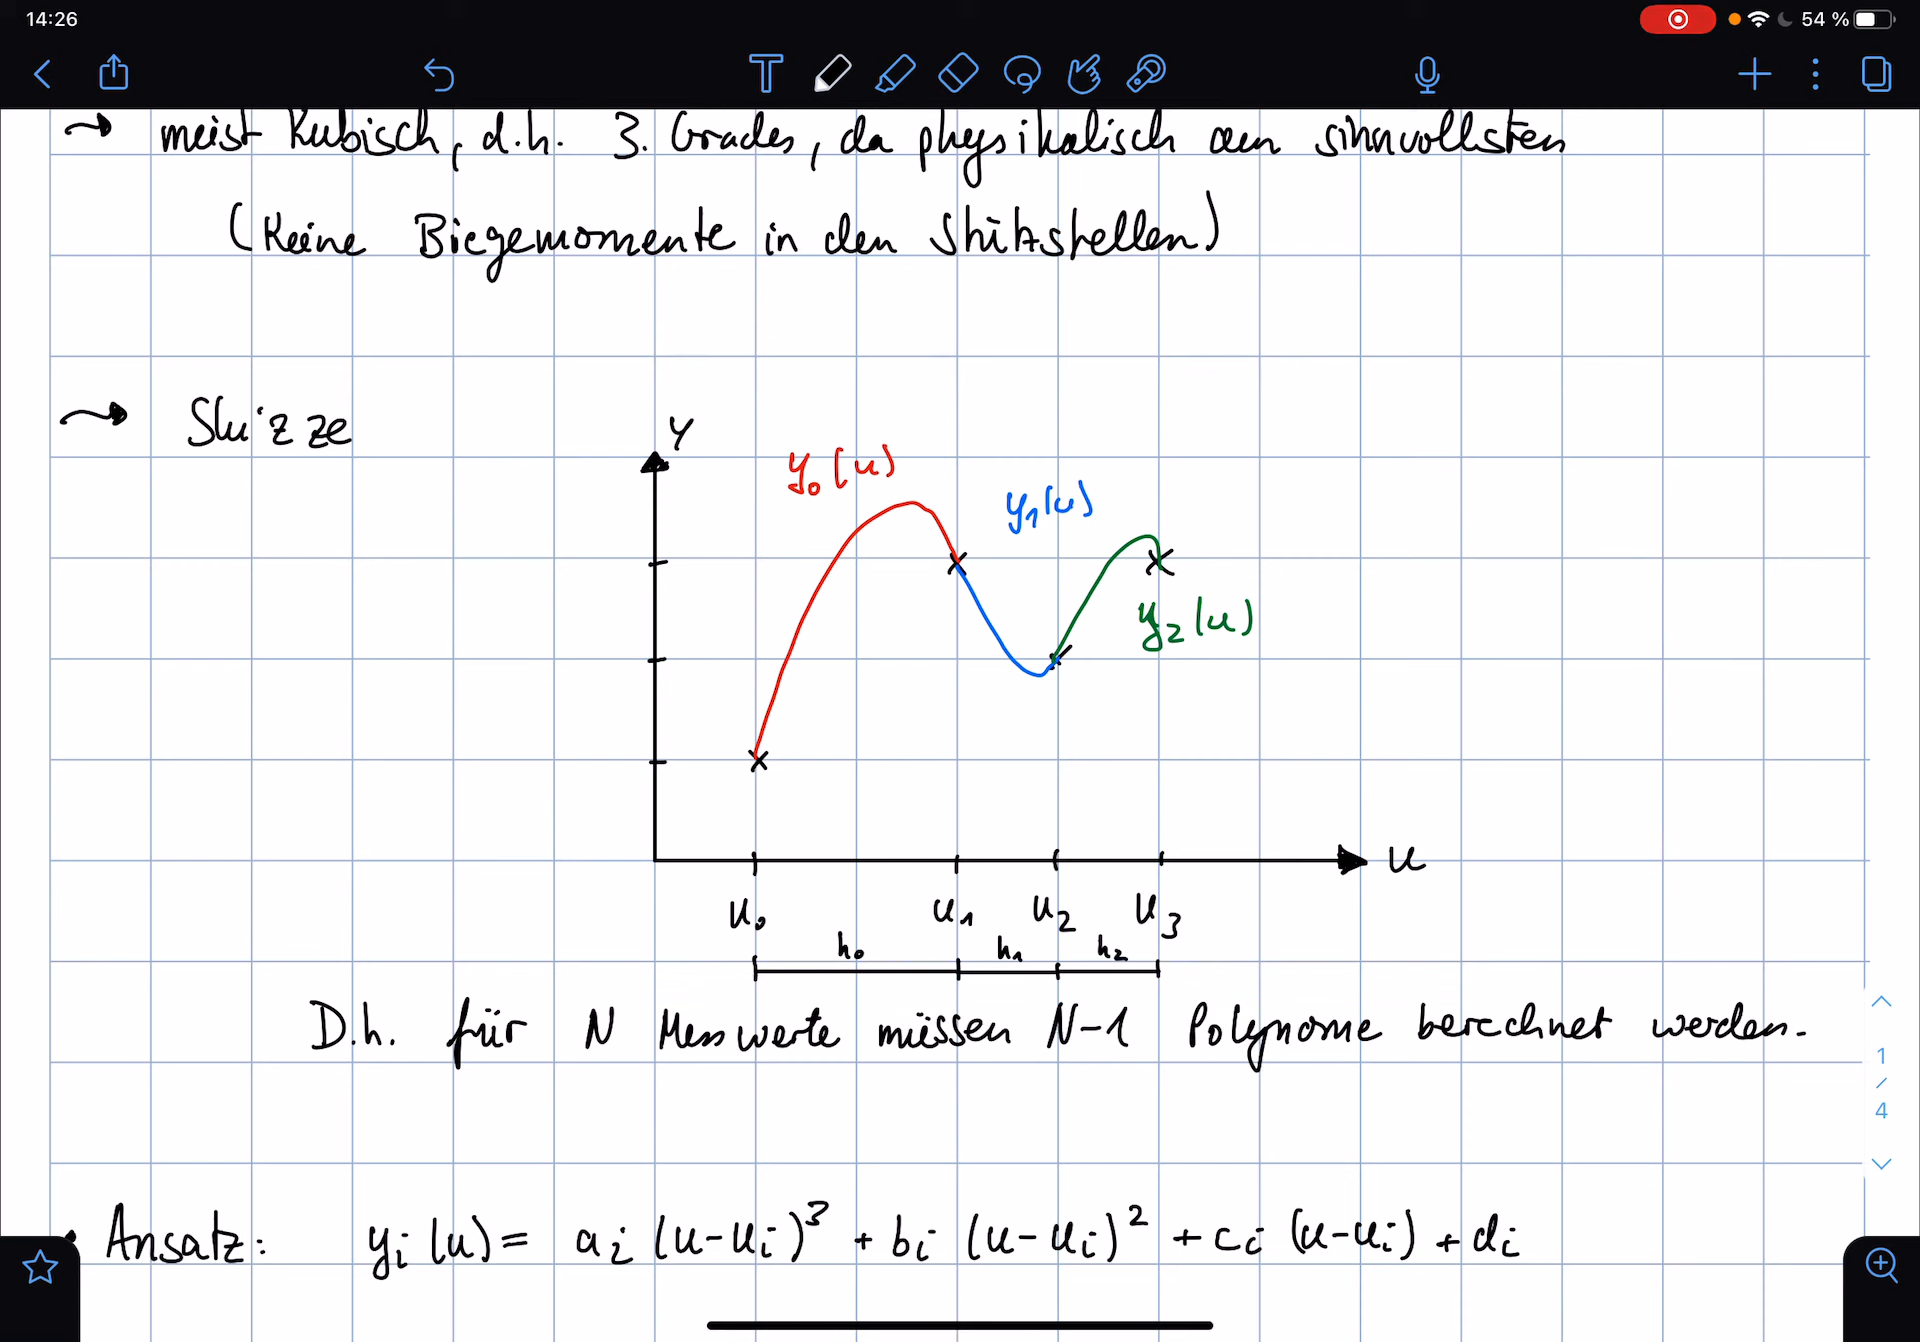 14:26
54 %
→ meist Kubisch, d.h. 3. Grades, da physikalisch am sinnvollsten
(Keine Biegemomente in den Stützstellen)
→ Skizze
y
y₀(u)
y₁(u)
y₂(u)
u
u₀ u₁ u₂ u₃
h₀ h₁ h₂
D.h. für N Messwerte müssen N-1 Polynome berechnet werden.
1
/
4
• Ansatz: yᵢ(u) = aᵢ (u-uᵢ)³ + bᵢ (u-uᵢ)² + cᵢ (u-uᵢ) + dᵢ